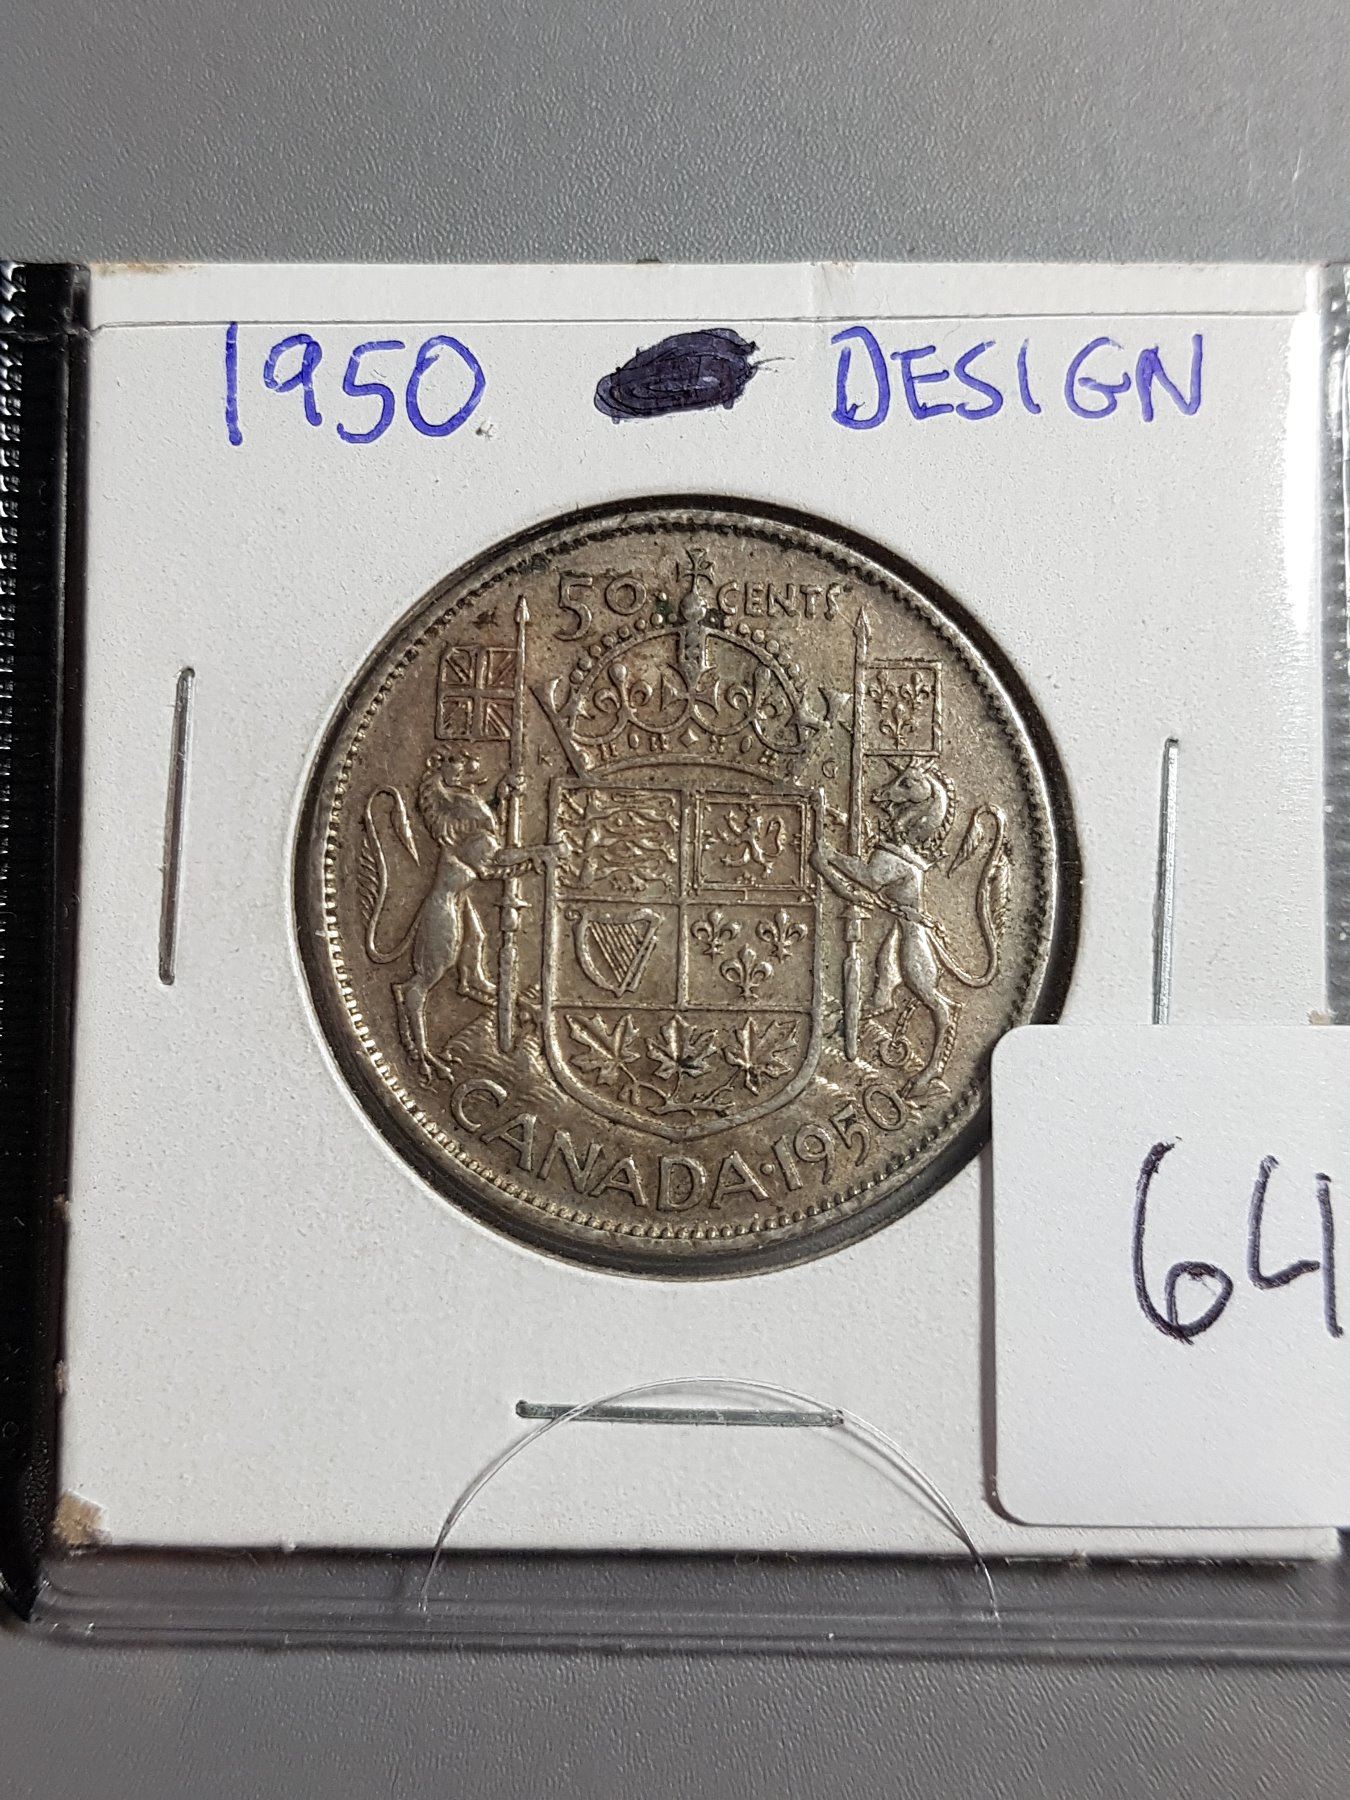 1950 DESIGN
50 CENTS
K G
CANADA · 1950
64